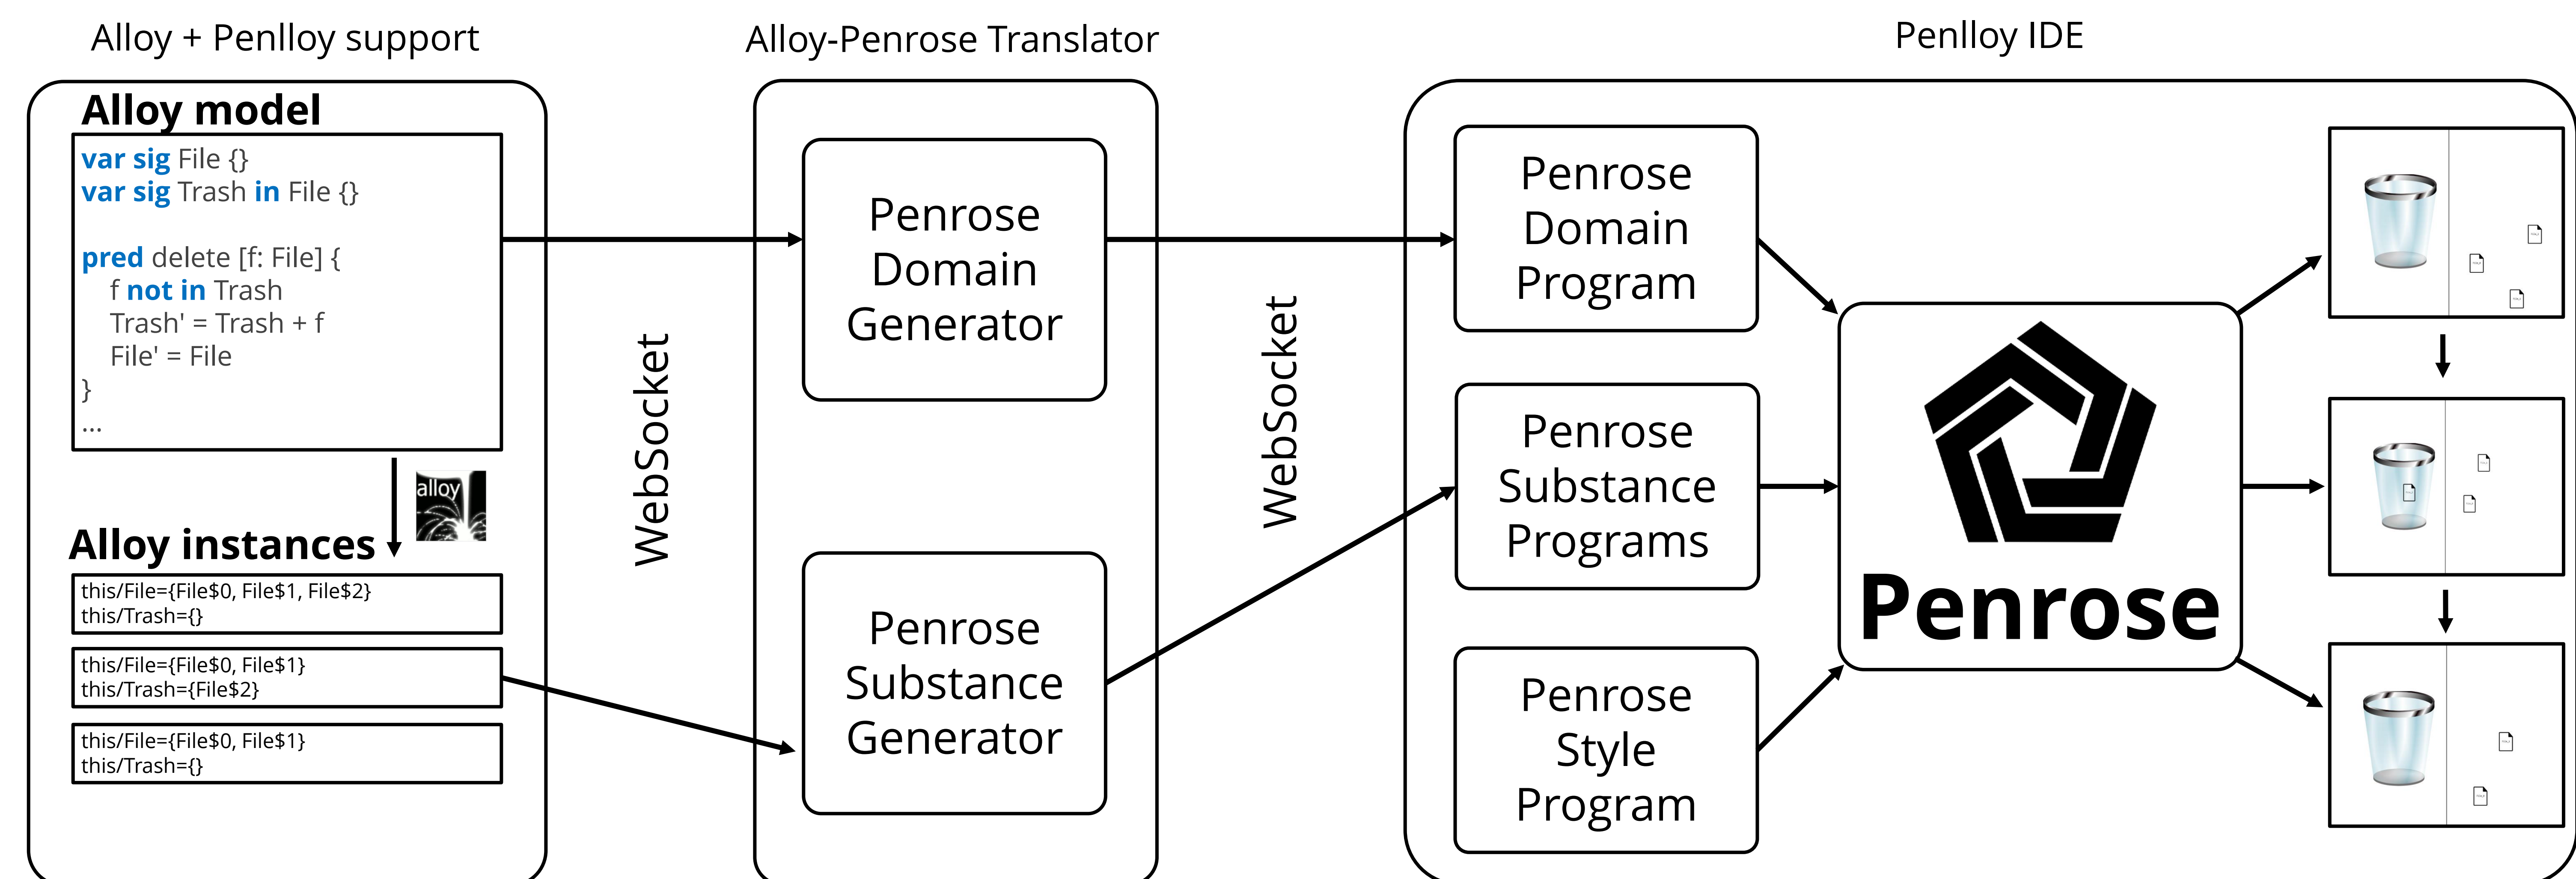 Alloy + Penlloy support
Alloy model
var sig File {}
var sig Trash in File {}
pred delete [f: File] {
f not in Trash
Trash' = Trash + f
File' = File
}
...
alloy
Alloy instances
this/File={File$0, File$1, File$2}
this/Trash={}
this/File={File$0, File$1}
this/Trash={File$2}
this/File={File$0, File$1}
this/Trash={}
WebSocket
Alloy-Penrose Translator
Penrose
Domain
Generator
Penrose
Substance
Generator
WebSocket
Penlloy IDE
Penrose
Domain
Program
Penrose
Substance
Programs
Penrose
Style
Program
Penrose